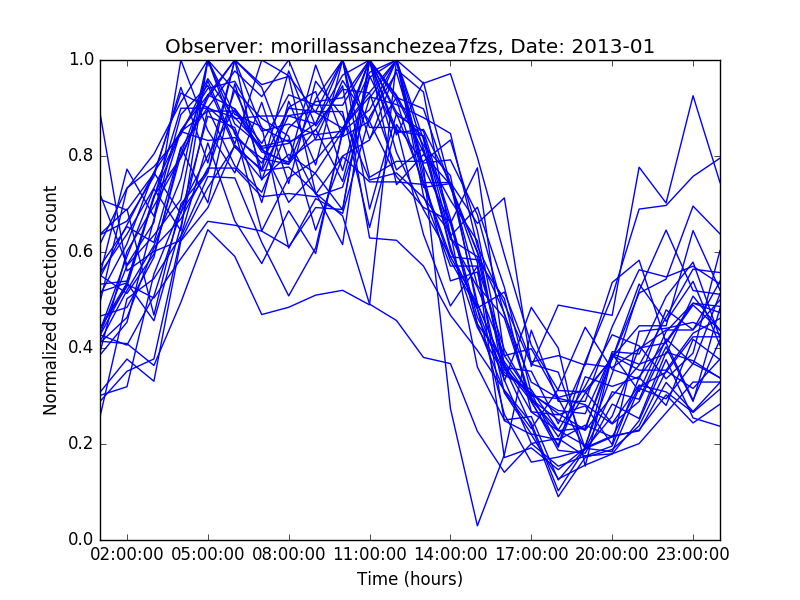 Observer: morillassanchezea7fzs, Date: 2013-01
Normalized detection count
1.0
0.8
0.6
0.4
0.2
0.0
02:00:00 05:00:00 08:00:00 11:00:00 14:00:00 17:00:00 20:00:00 23:00:00
Time (hours)